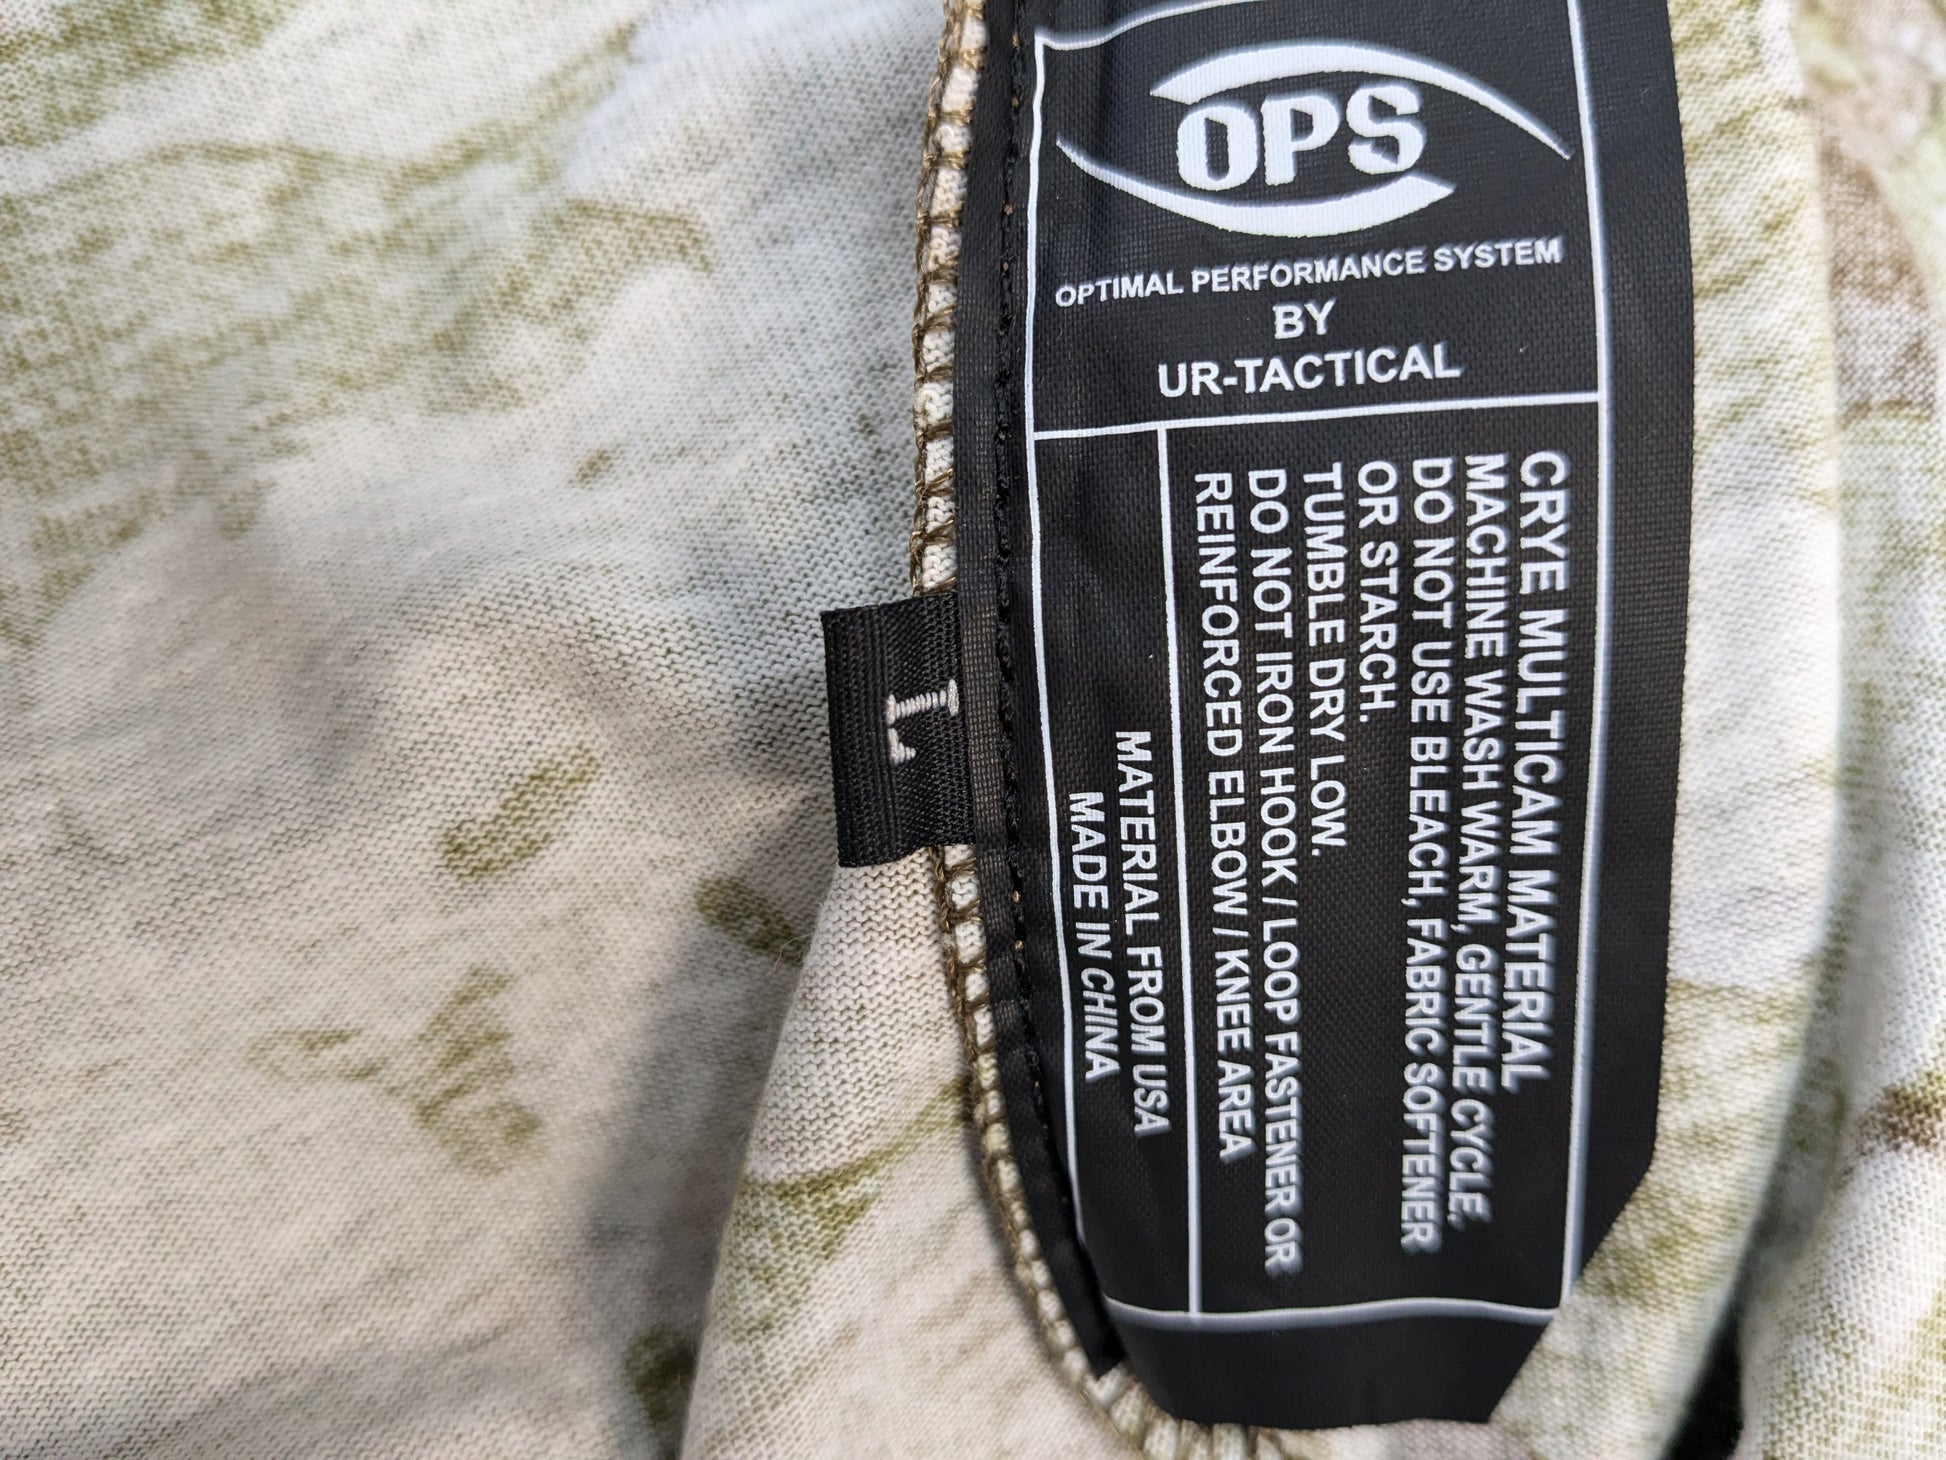 OPS
OPTIMAL PERFORMANCE SYSTEM
BY
UR-TACTICAL
CRYE MULTICAM MATERIAL
MACHINE WASH WARM, GENTLE CYCLE,
DO NOT USE BLEACH, FABRIC SOFTENER
OR STARCH.
TUMBLE DRY LOW.
DO NOT IRON HOOK / LOOP FASTENER OR
REINFORCED ELBOW / KNEE AREA
MATERIAL FROM USA
MADE IN CHINA
L